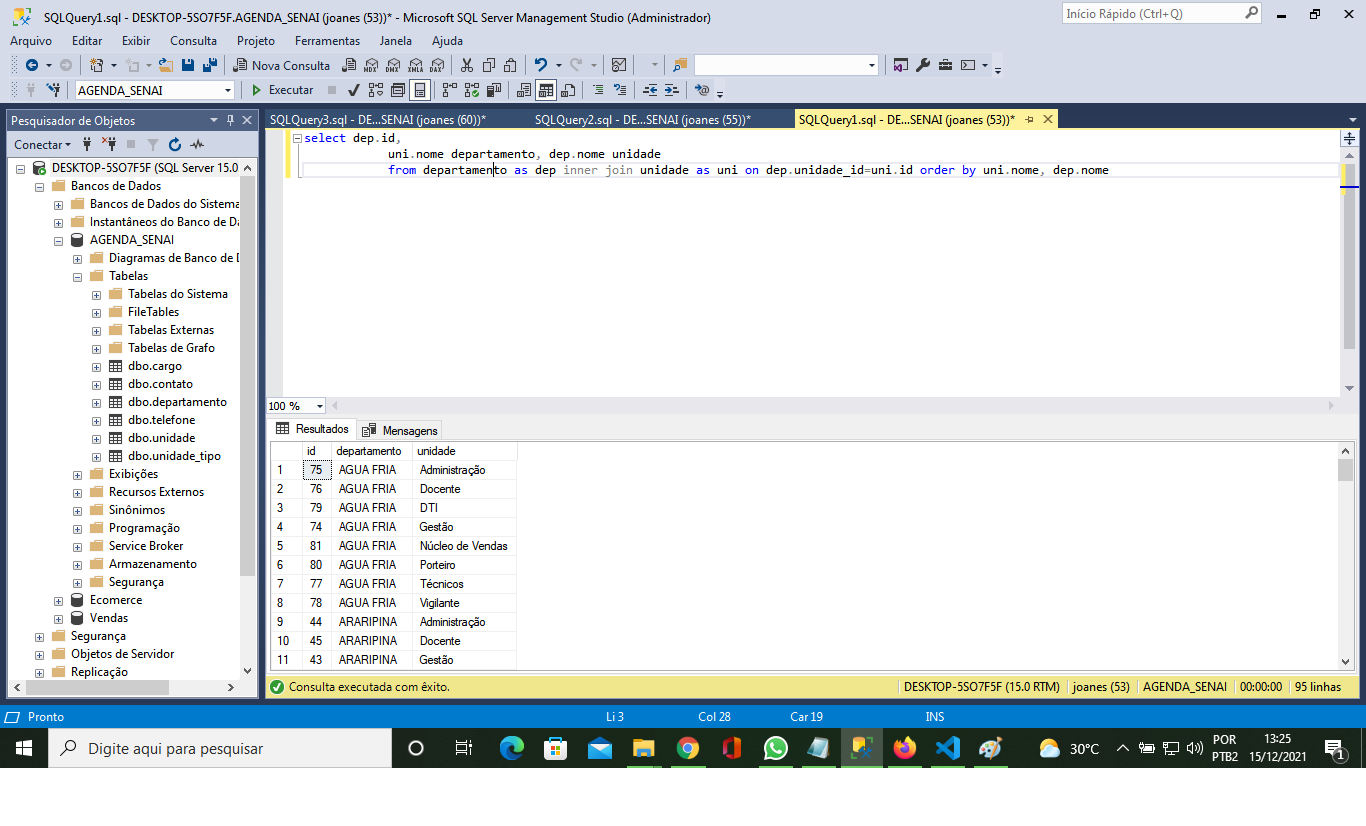 SQLQuery1.sql - DESKTOP-5SO7F5F.AGENDA_SENAI (joanes (53))* - Microsoft SQL Server Management Studio (Administrador)
Início Rápido (Ctrl+Q)
Arquivo Editar Exibir Consulta Projeto Ferramentas Janela Ajuda
Nova Consulta MDX DMX XMLA DAX
AGENDA_SENAI Executar
Pesquisador de Objetos
Conectar
DESKTOP-5SO7F5F (SQL Server 15.0
Bancos de Dados
Bancos de Dados do Sistema
Instantâneos do Banco de Da
AGENDA_SENAI
Diagramas de Banco de D
Tabelas
Tabelas do Sistema
FileTables
Tabelas Externas
Tabelas de Grafo
dbo.cargo
dbo.contato
dbo.departamento
dbo.telefone
dbo.unidade
dbo.unidade_tipo
Exibições
Recursos Externos
Sinônimos
Programação
Service Broker
Armazenamento
Segurança
Ecomerce
Vendas
Segurança
Objetos de Servidor
Replicação
SQLQuery3.sql - DE...SENAI (joanes (60))* SQLQuery2.sql - DE...SENAI (joanes (55))* SQLQuery1.sql - DE...SENAI (joanes (53))*
select dep.id,
uni.nome departamento, dep.nome unidade
from departamento as dep inner join unidade as uni on dep.unidade_id=uni.id order by uni.nome, dep.nome
100 %
Resultados Mensagens
id departamento unidade
1 75 AGUA FRIA Administração
2 76 AGUA FRIA Docente
3 79 AGUA FRIA DTI
4 74 AGUA FRIA Gestão
5 81 AGUA FRIA Núcleo de Vendas
6 80 AGUA FRIA Porteiro
7 77 AGUA FRIA Técnicos
8 78 AGUA FRIA Vigilante
9 44 ARARIPINA Administração
10 45 ARARIPINA Docente
11 43 ARARIPINA Gestão
Consulta executada com êxito. DESKTOP-5SO7F5F (15.0 RTM) joanes (53) AGENDA_SENAI 00:00:00 95 linhas
Pronto Li 3 Col 28 Car 19 INS
Digite aqui para pesquisar 30°C POR PTB2 13:25 15/12/2021 1